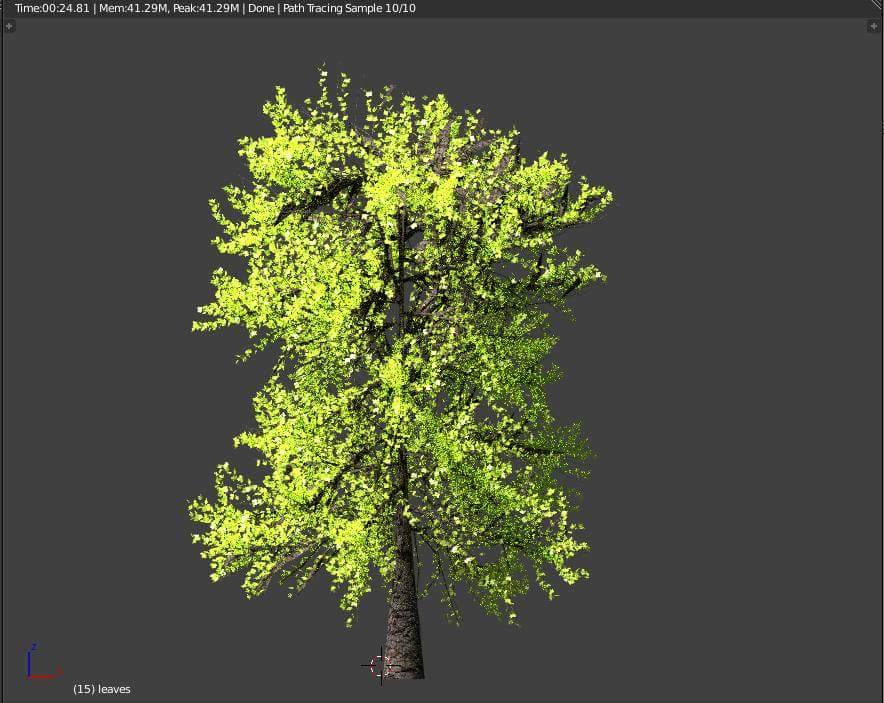 Time:00:24.81 | Mem:41.29M, Peak:41.29M | Done | Path Tracing Sample 10/10
z
x
(15) leaves